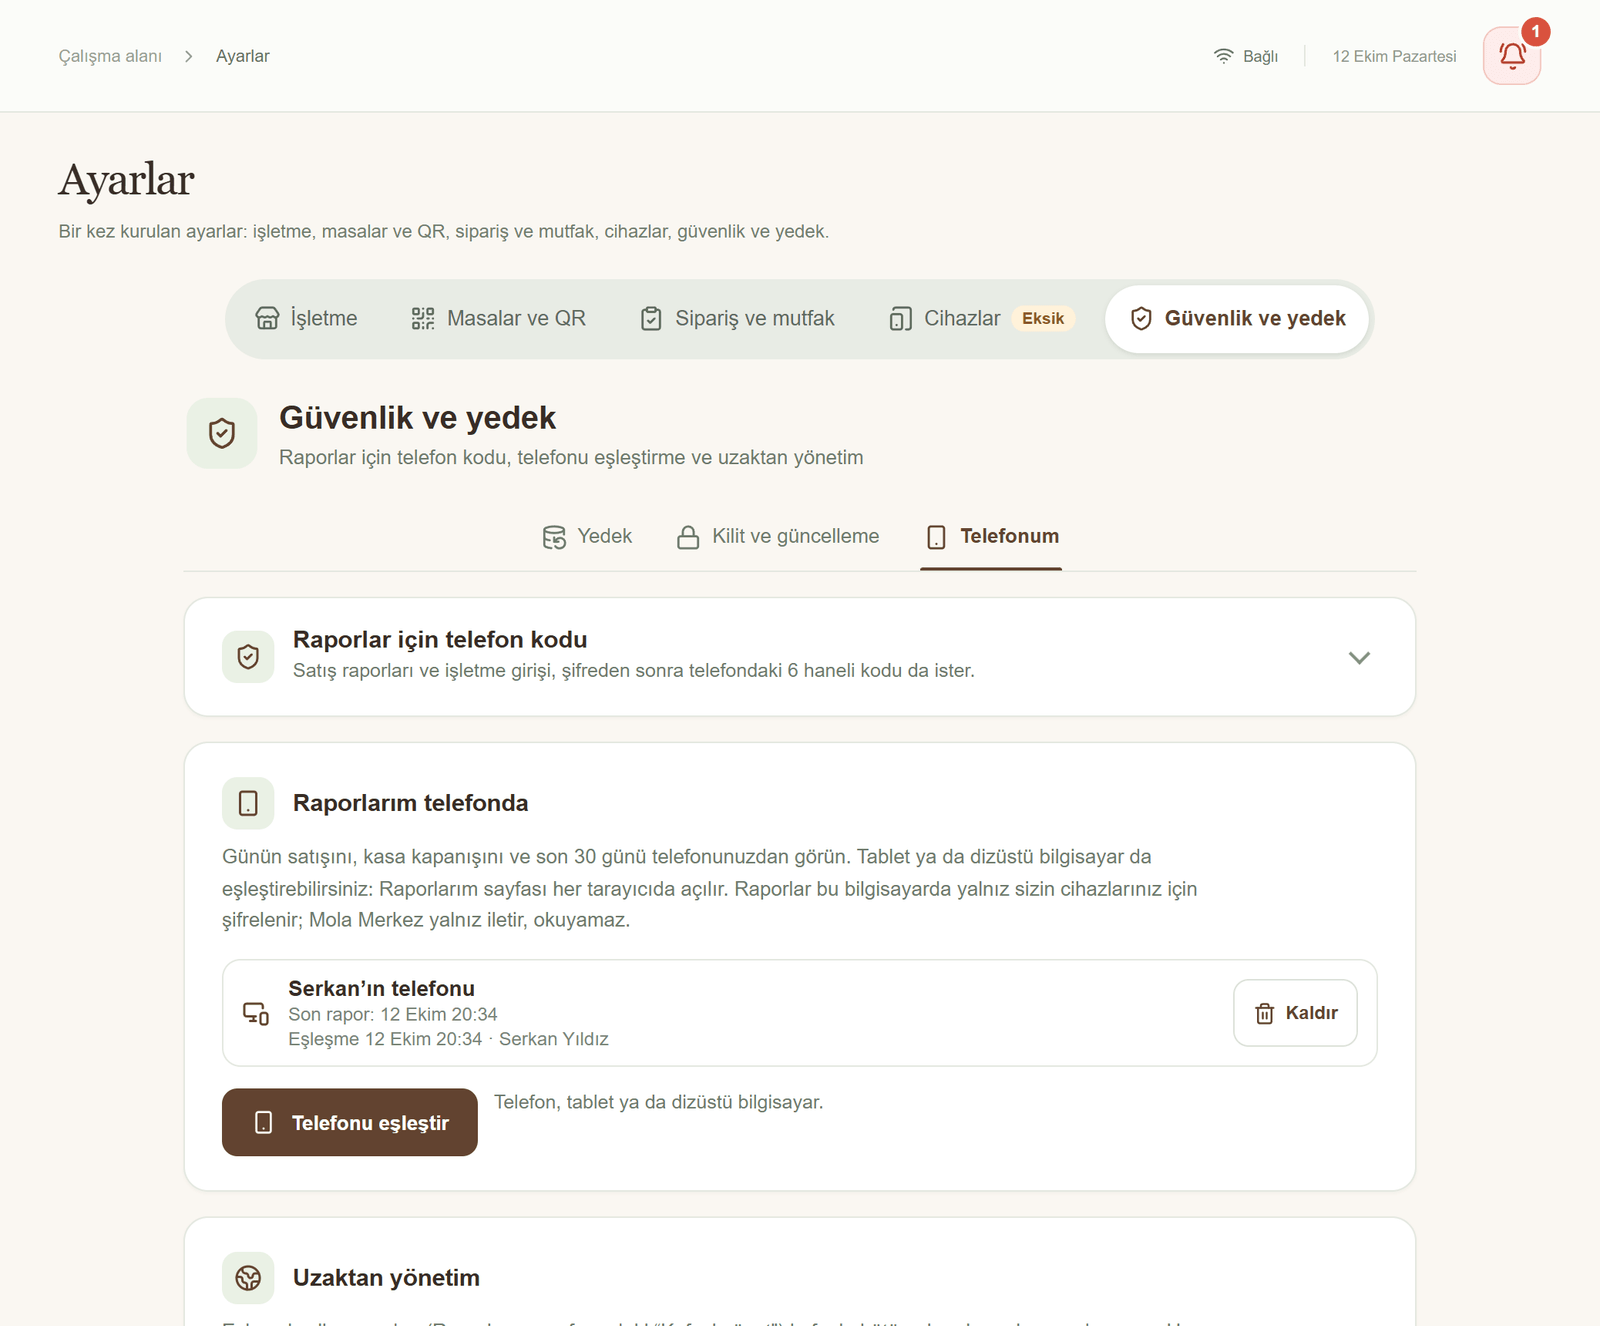 Çalışma alanı > Ayarlar
Bağlı
12 Ekim Pazartesi
1
Ayarlar
Bir kez kurulan ayarlar: işletme, masalar ve QR, sipariş ve mutfak, cihazlar, güvenlik ve yedek.
İşletme
Masalar ve QR
Sipariş ve mutfak
Cihazlar Eksik
Güvenlik ve yedek
Güvenlik ve yedek
Raporlar için telefon kodu, telefonu eşleştirme ve uzaktan yönetim
Yedek
Kilit ve güncelleme
Telefonum
Raporlar için telefon kodu
Satış raporları ve işletme girişi, şifreden sonra telefondaki 6 haneli kodu da ister.
Raporlarım telefonda
Günün satışını, kasa kapanışını ve son 30 günü telefonunuzdan görün. Tablet ya da dizüstü bilgisayar da
eşleştirebilirsiniz: Raporlarım sayfası her tarayıcıda açılır. Raporlar bu bilgisayarda yalnız sizin cihazlarınız için
şifrelenir; Mola Merkez yalnız iletir, okuyamaz.
Serkan’ın telefonu
Son rapor: 12 Ekim 20:34
Eşleşme 12 Ekim 20:34 · Serkan Yıldız
Kaldır
Telefonu eşleştir
Telefon, tablet ya da dizüstü bilgisayar.
Uzaktan yönetim